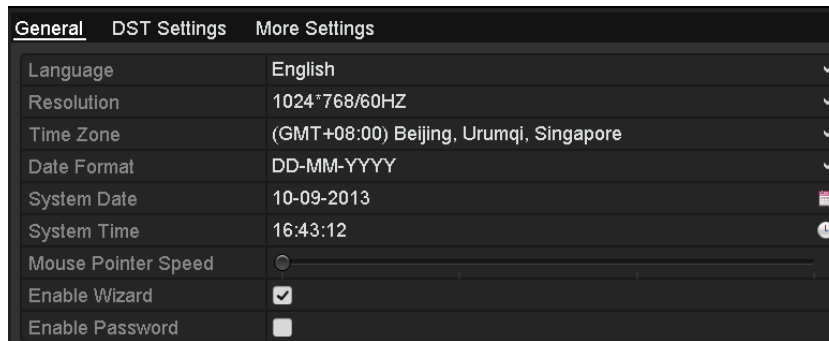 General DST Settings More Settings
Language English
Resolution 1024*768/60HZ
Time Zone (GMT+08:00) Beijing, Urumqi, Singapore
Date Format DD-MM-YYYY
System Date 10-09-2013
System Time 16:43:12
Mouse Pointer Speed
Enable Wizard
Enable Password